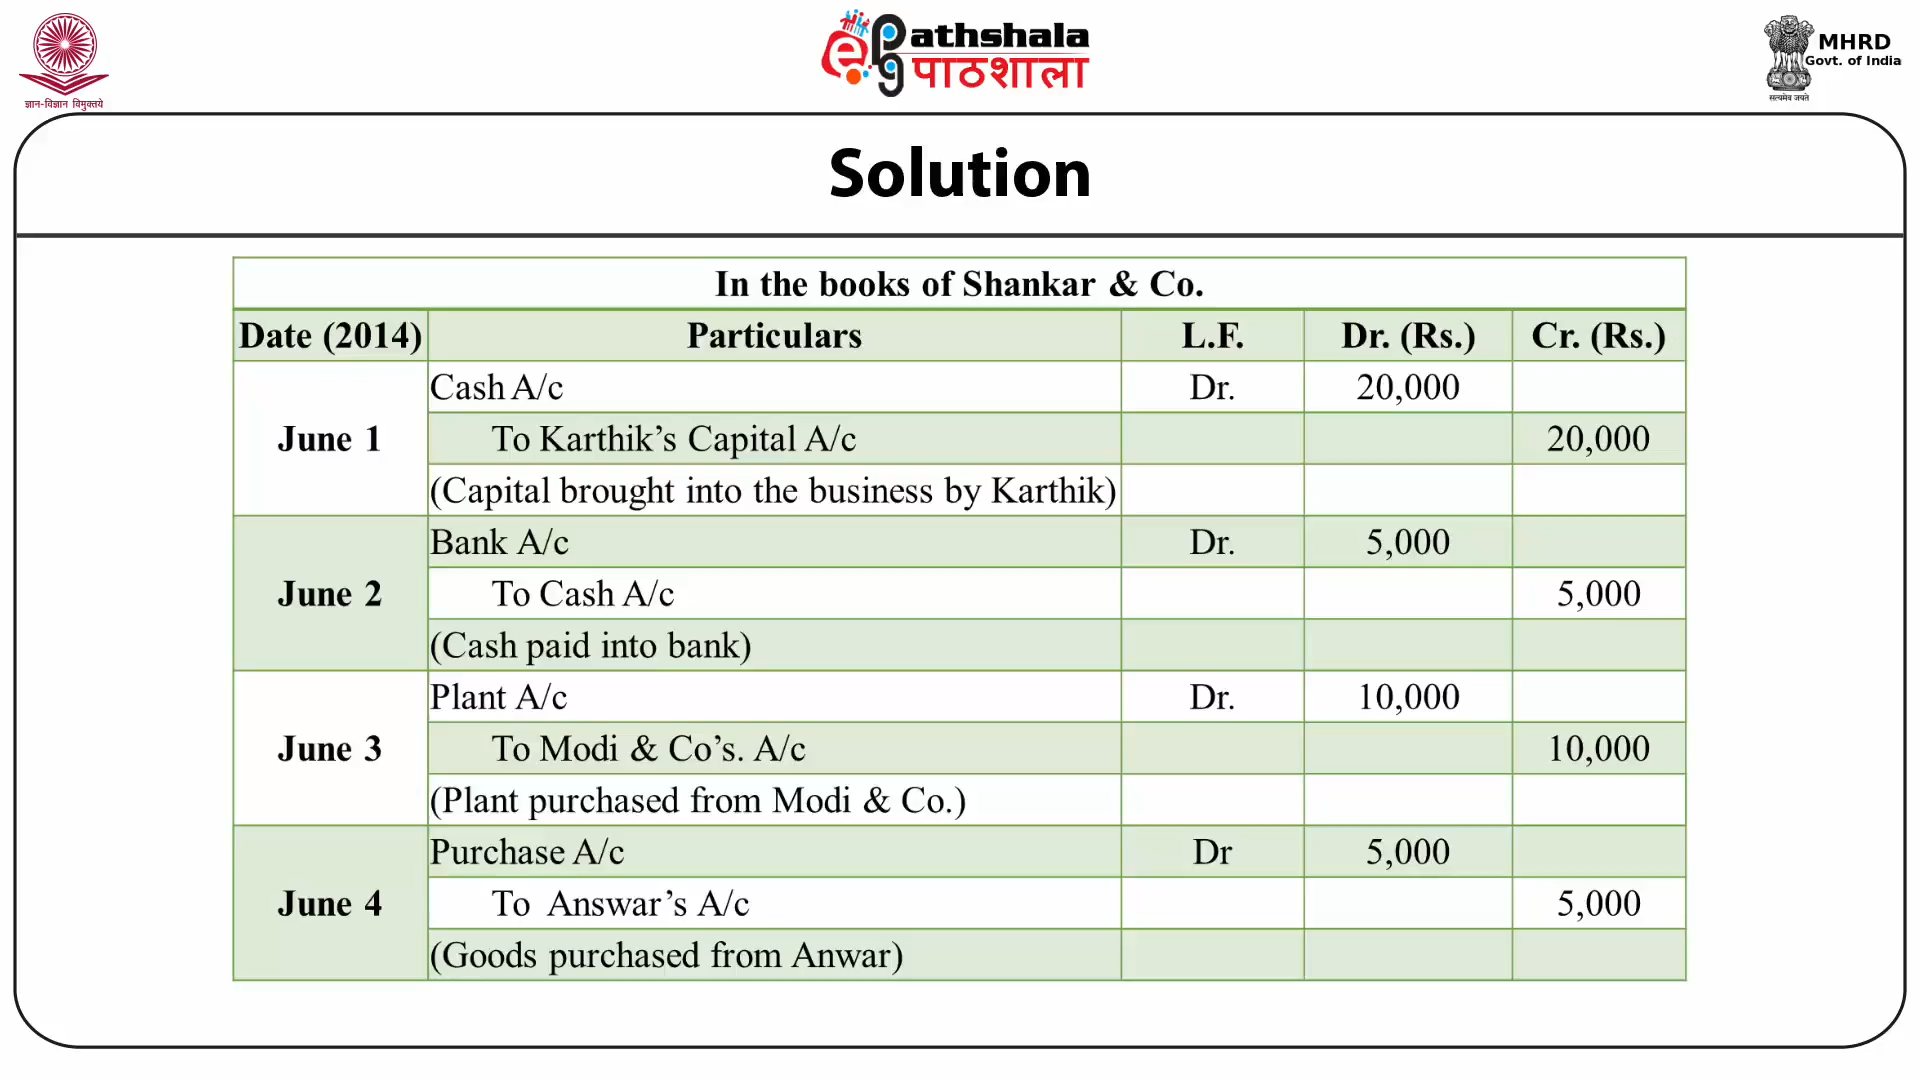 ज्ञान-विज्ञान विमुक्तये
ePathshala
पाठशाला
MHRD
Govt. of India
सत्यमेव जयते
Solution
In the books of Shankar & Co.
Date (2014) Particulars L.F. Dr. (Rs.) Cr. (Rs.)
Cash A/c Dr. 20,000
June 1 To Karthik’s Capital A/c 20,000
(Capital brought into the business by Karthik)
Bank A/c Dr. 5,000
June 2 To Cash A/c 5,000
(Cash paid into bank)
Plant A/c Dr. 10,000
June 3 To Modi & Co’s. A/c 10,000
(Plant purchased from Modi & Co.)
Purchase A/c Dr 5,000
June 4 To Answar’s A/c 5,000
(Goods purchased from Anwar)